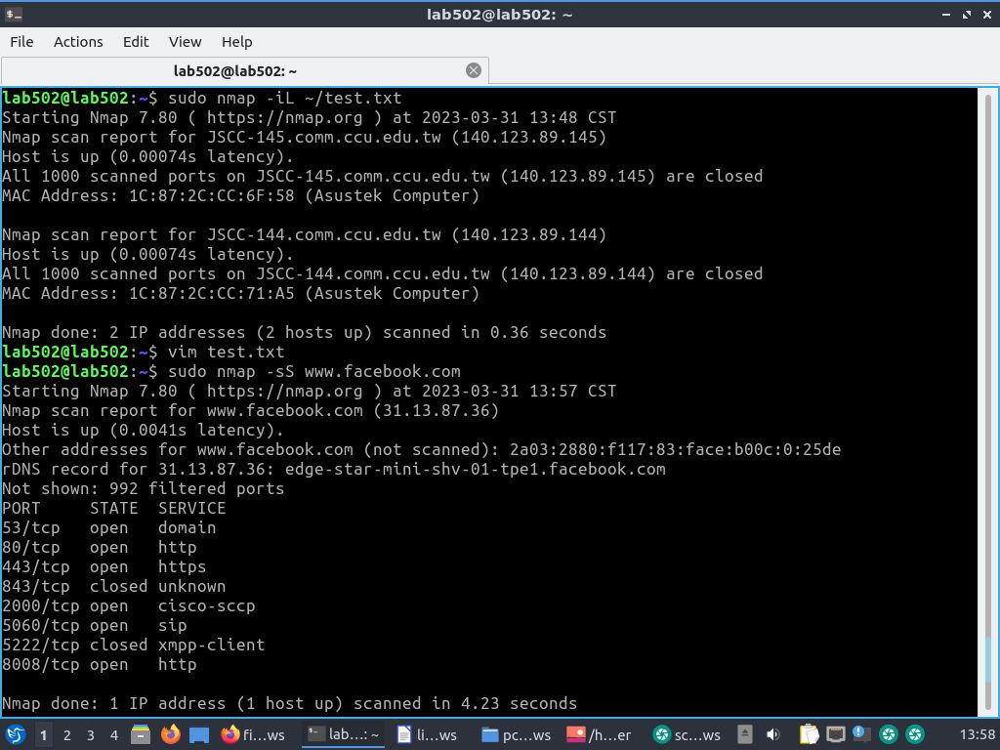 lab502@lab502: ~
File Actions Edit View Help
lab502@lab502: ~
lab502@lab502:~$ sudo nmap -iL ~/test.txt
Starting Nmap 7.80 ( https://nmap.org ) at 2023-03-31 13:48 CST
Nmap scan report for JSCC-145.comm.ccu.edu.tw (140.123.89.145)
Host is up (0.00074s latency).
All 1000 scanned ports on JSCC-145.comm.ccu.edu.tw (140.123.89.145) are closed
MAC Address: 1C:87:2C:CC:6F:58 (Asustek Computer)

Nmap scan report for JSCC-144.comm.ccu.edu.tw (140.123.89.144)
Host is up (0.00074s latency).
All 1000 scanned ports on JSCC-144.comm.ccu.edu.tw (140.123.89.144) are closed
MAC Address: 1C:87:2C:CC:71:A5 (Asustek Computer)

Nmap done: 2 IP addresses (2 hosts up) scanned in 0.36 seconds
lab502@lab502:~$ vim test.txt
lab502@lab502:~$ sudo nmap -sS www.facebook.com
Starting Nmap 7.80 ( https://nmap.org ) at 2023-03-31 13:57 CST
Nmap scan report for www.facebook.com (31.13.87.36)
Host is up (0.0041s latency).
Other addresses for www.facebook.com (not scanned): 2a03:2880:f117:83:face:b00c:0:25de
rDNS record for 31.13.87.36: edge-star-mini-shv-01-tpe1.facebook.com
Not shown: 992 filtered ports
PORT     STATE  SERVICE
53/tcp   open   domain
80/tcp   open   http
443/tcp  open   https
843/tcp  closed unknown
2000/tcp open   cisco-sccp
5060/tcp open   sip
5222/tcp closed xmpp-client
8008/tcp open   http

Nmap done: 1 IP address (1 host up) scanned in 4.23 seconds
1 2 3 4 fi...ws lab...: ~ li...ws pc...ws /h...er sc...ws 13:58